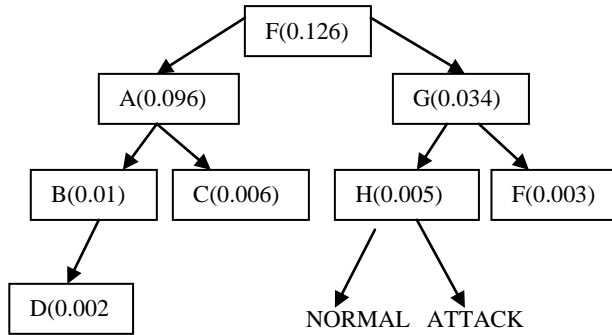 F(0.126)
A(0.096)
G(0.034)
B(0.01)
C(0.006)
H(0.005)
F(0.003)
D(0.002
NORMAL ATTACK